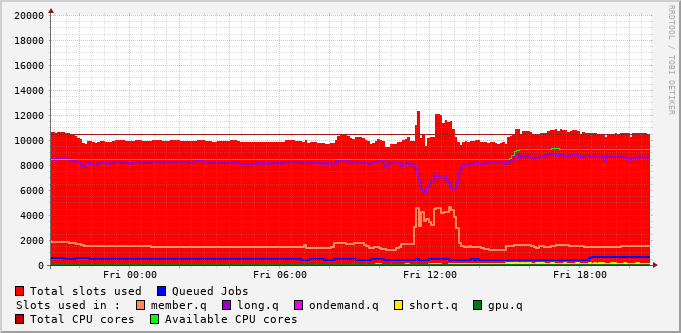 20000
18000
16000
14000
12000
10000
8000
6000
4000
2000
0
Fri 00:00 Fri 06:00 Fri 12:00 Fri 18:00
RRDTOOL / TOBI OETIKER
Total slots used Queued Jobs
Slots used in : member.q long.q ondemand.q short.q gpu.q
Total CPU cores Available CPU cores